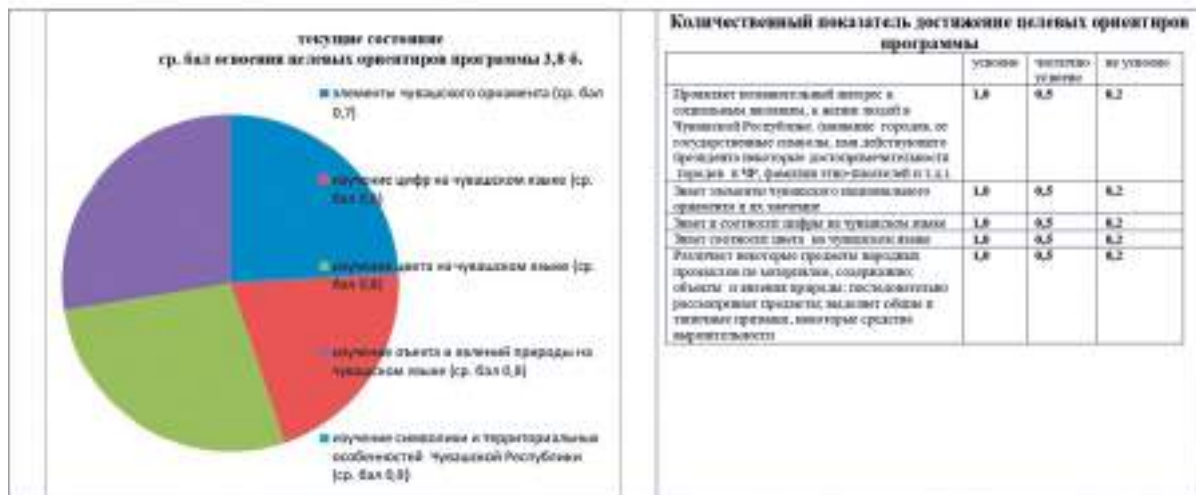 текущие состояние
ср. бал освоения целевых ориентиров программы 3,8 б.
элементы чувашского орнамента (ср. бал
0,7)
изучение цифр на чувашском языке (ср.
бал
изучение цвета на чувашском языке (ср.
бал 0,8)
изучение объекта и явлений природы на
чувашском языке (ср. бал 0,8)
изучение символики и территориальных
особенностей Чувашской Республики
(ср. бал 0,9)
Количественный показатель достижение целевых ориентиров
программы
усвоено частично не усвоено
усвоено
Проявляет познавательный интерес к 1,0 0,5 0,2
социальным явлениям, к жизни людей в
Чувашской Республике, (название городов, ее
государственные символы, имя действующего
президента некоторые достопримечательности
городов в ЧР, фамилии и т.д.).
Знает элементы чувашского национального 1,0 0,5 0,2
орнамента и их значение
Знает и соотносит цифры на чувашском языке 1,0 0,5 0,2
Знает соотносит цвета на чувашском языке 1,0 0,5 0,2
Различает некоторые предметы народных 1,0 0,5 0,2
промыслов по материалам, содержанию;
объекты и явления природы; последовательно
рассматривает предметы; выделяет общие и
типичные признаки, некоторые средства
выразительности